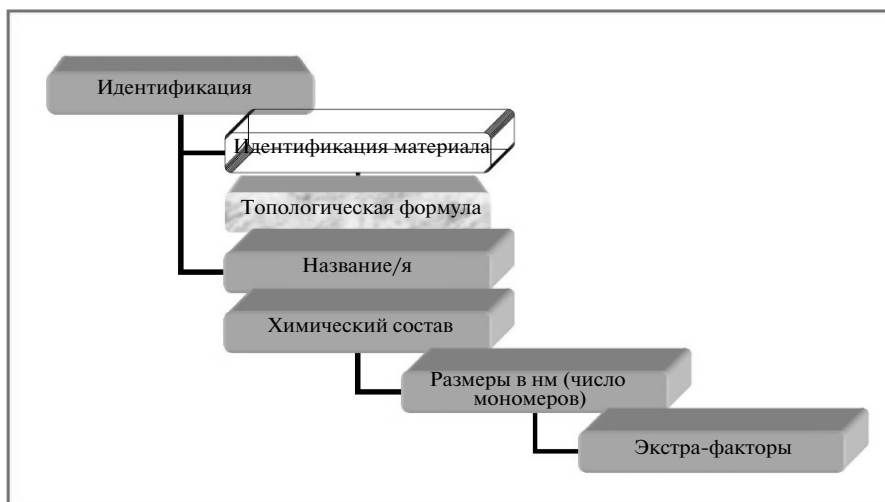 Идентификация
Идентификация материала
Топологическая формула
Название/я
Химический состав
Размеры в нм (число
мономеров)
Экстра-факторы